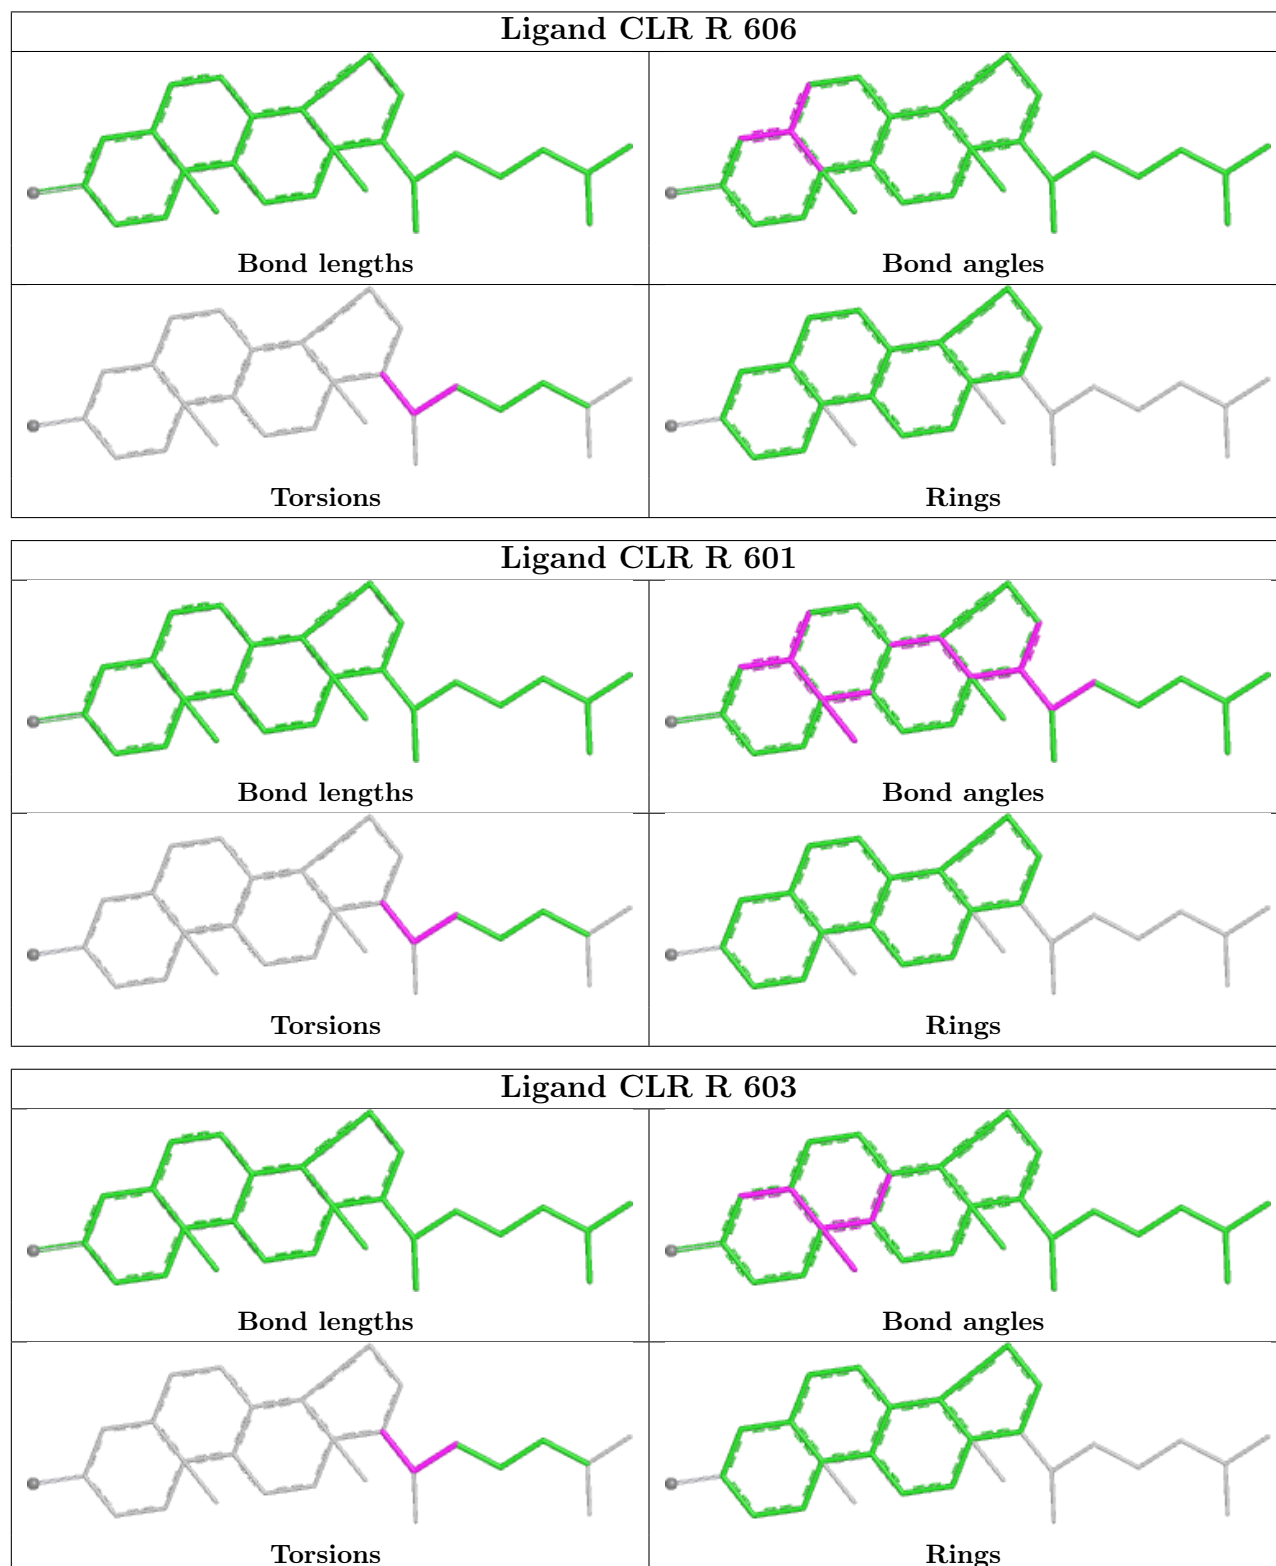 Ligand CLR R 606
Bond lengths
Bond angles
Torsions
Rings
Ligand CLR R 601
Bond lengths
Bond angles
Torsions
Rings
Ligand CLR R 603
Bond lengths
Bond angles
Torsions
Rings